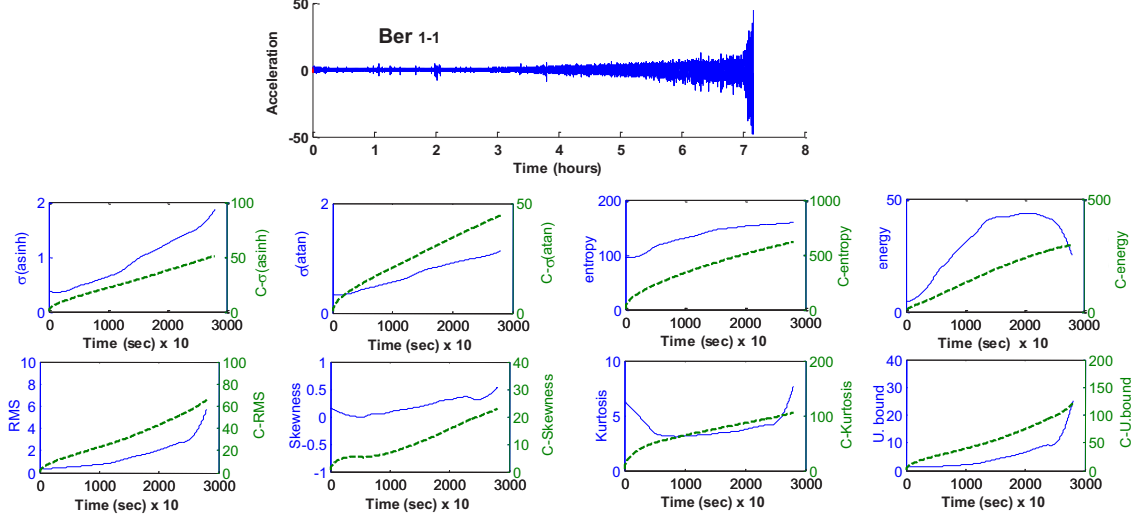 50
0
-50
Acceleration
Ber 1-1
0 1 2 3 4 5 6 7 8
Time (hours)
2
1
0
σ(asinh)
100
50
0
C-σ(asinh)
0 1000 2000 3000
Time (sec) x 10
2
1
0
σ(atan)
50
0
C-σ(atan)
0 1000 2000 3000
Time (sec) x 10
200
100
0
entropy
1000
500
0
C-entropy
0 1000 2000 3000
Time (sec) x 10
50
0
energy
500
0
C-energy
0 1000 2000 3000
Time (sec) x 10
10
8
6
4
2
0
RMS
100
80
60
40
20
0
C-RMS
0 1000 2000 3000
Time (sec) x 10
1
0.5
0
-0.5
-1
Skewness
40
30
20
10
0
C-Skewness
0 1000 2000 3000
Time (sec) x 10
10
5
0
Kurtosis
200
100
0
C-Kurtosis
0 1000 2000 3000
Time (sec) x 10
40
30
20
10
0
U. bound
200
150
100
50
0
C-U.bound
0 1000 2000 3000
Time (sec) x 10